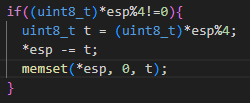 if((uint8_t)*esp%4!=0){
  uint8_t t = (uint8_t)*esp%4;
  *esp -= t;
  memset(*esp, 0, t);
}